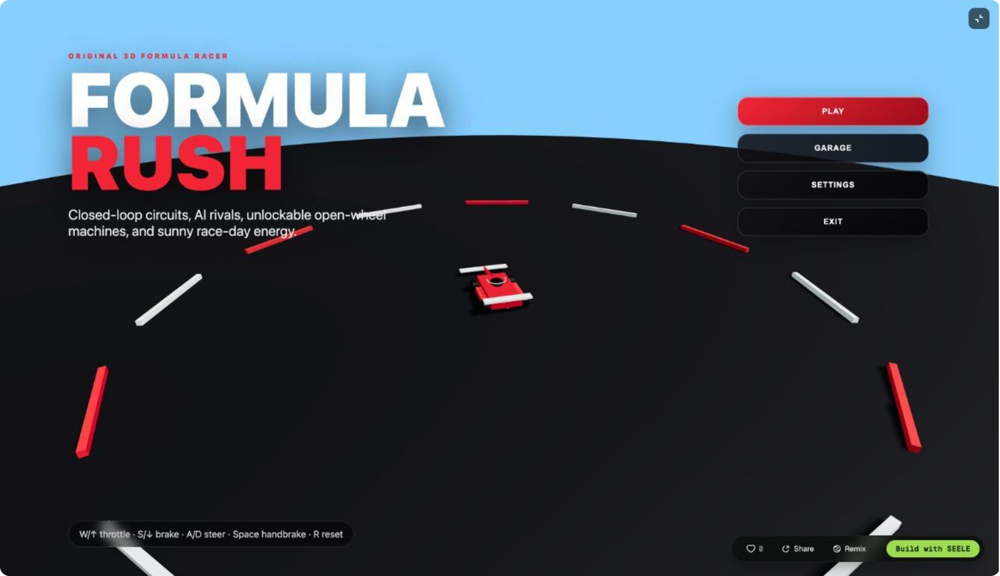 ORIGINAL 3D FORMULA RACER
FORMULA
RUSH
Closed-loop circuits, AI rivals, unlockable open-wheel
machines, and sunny race-day energy.
PLAY
GARAGE
SETTINGS
EXIT
W/↑ throttle · S/↓ brake · A/D steer · Space handbrake · R reset
0
Share
Remix
Build with SEELE